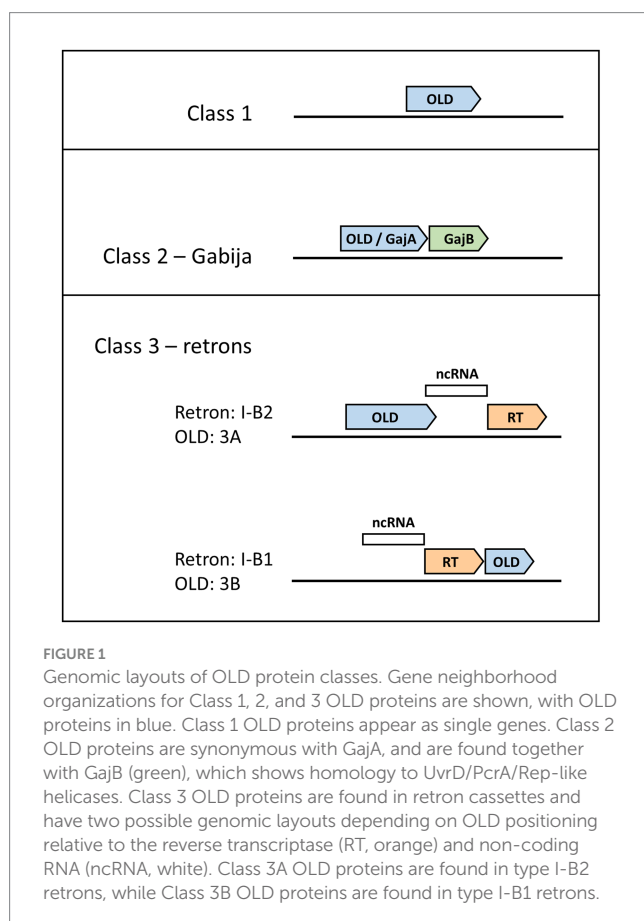 Class 1
OLD
Class 2 – Gabija
OLD / GajA
GajB
Class 3 – retrons
ncRNA
Retron: I-B2
OLD: 3A
OLD
RT
ncRNA
Retron: I-B1
OLD: 3B
RT
OLD
FIGURE 1
Genomic layouts of OLD protein classes. Gene neighborhood
organizations for Class 1, 2, and 3 OLD proteins are shown, with OLD
proteins in blue. Class 1 OLD proteins appear as single genes. Class 2
OLD proteins are synonymous with GajA, and are found together
with GajB (green), which shows homology to UvrD/PcrA/Rep-like
helicases. Class 3 OLD proteins are found in retron cassettes and
have two possible genomic layouts depending on OLD positioning
relative to the reverse transcriptase (RT, orange) and non-coding
RNA (ncRNA, white). Class 3A OLD proteins are found in type I-B2
retrons, while Class 3B OLD proteins are found in type I-B1 retrons.